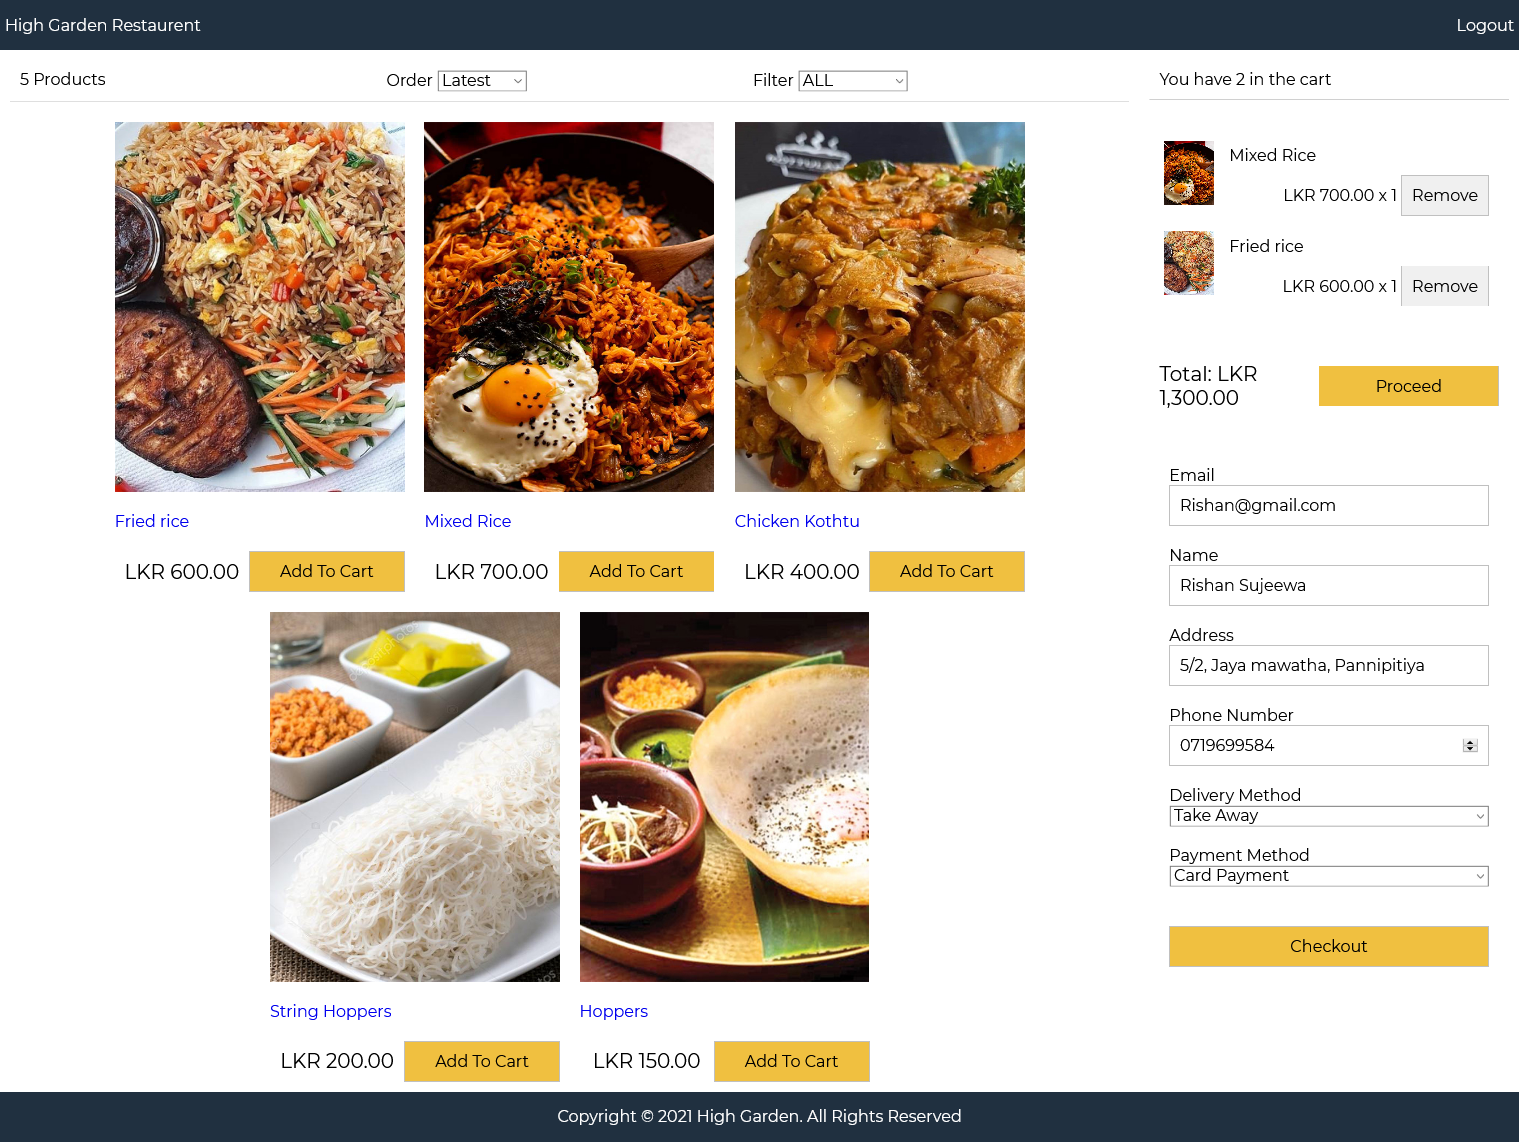 High Garden Restaurent
Logout
5 Products
Order Latest
Filter ALL
Fried rice
LKR 600.00 Add To Cart
Mixed Rice
LKR 700.00 Add To Cart
Chicken Kothtu
LKR 400.00 Add To Cart
String Hoppers
LKR 200.00 Add To Cart
Hoppers
LKR 150.00 Add To Cart
You have 2 in the cart
Mixed Rice
LKR 700.00 x 1 Remove
Fried rice
LKR 600.00 x 1 Remove
Total: LKR
1,300.00
Proceed
Email
Rishan@gmail.com
Name
Rishan Sujeewa
Address
5/2, Jaya mawatha, Pannipitiya
Phone Number
0719699584
Delivery Method
Take Away
Payment Method
Card Payment
Checkout
Copyright © 2021 High Garden. All Rights Reserved